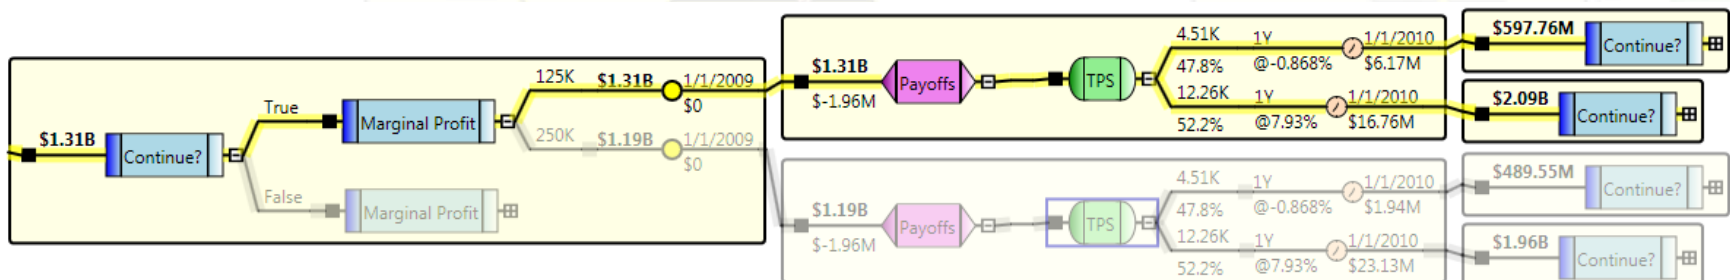 $1.31B
Continue?
True
Marginal Profit
125K
$1.31B
1/1/2009
$0
250K
$1.19B
1/1/2009
$0
False
Marginal Profit
$1.31B
$-1.96M
Payoffs
TPS
4.51K
47.8%
1Y
@-0.868%
1/1/2010
$6.17M
12.26K
52.2%
1Y
@7.93%
1/1/2010
$16.76M
$597.76M
Continue?
$2.09B
Continue?
$1.19B
$-1.96M
Payoffs
TPS
4.51K
47.8%
1Y
@-0.868%
1/1/2010
$1.94M
12.26K
52.2%
1Y
@7.93%
1/1/2010
$23.13M
$489.55M
Continue?
$1.96B
Continue?